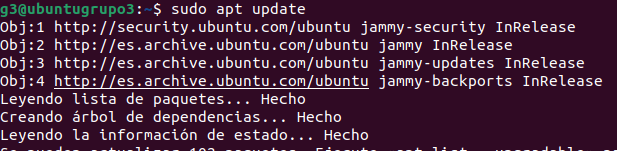 g3@ubuntugrupo3:~$ sudo apt update
Obj:1 http://security.ubuntu.com/ubuntu jammy-security InRelease
Obj:2 http://es.archive.ubuntu.com/ubuntu jammy InRelease
Obj:3 http://es.archive.ubuntu.com/ubuntu jammy-updates InRelease
Obj:4 http://es.archive.ubuntu.com/ubuntu jammy-backports InRelease
Leyendo lista de paquetes... Hecho
Creando árbol de dependencias... Hecho
Leyendo la información de estado... Hecho